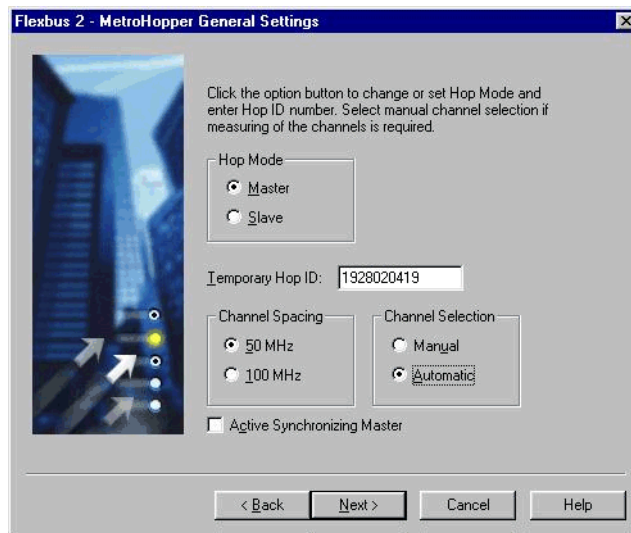 Flexbus 2 - MetroHopper General Settings
Click the option button to change or set Hop Mode and
enter Hop ID number. Select manual channel selection if
measuring of the channels is required.
Hop Mode
Master
Slave
Temporary Hop ID: 1928020419
Channel Spacing
50 MHz
100 MHz
Channel Selection
Manual
Automatic
Active Synchronizing Master
< Back
Next >
Cancel
Help